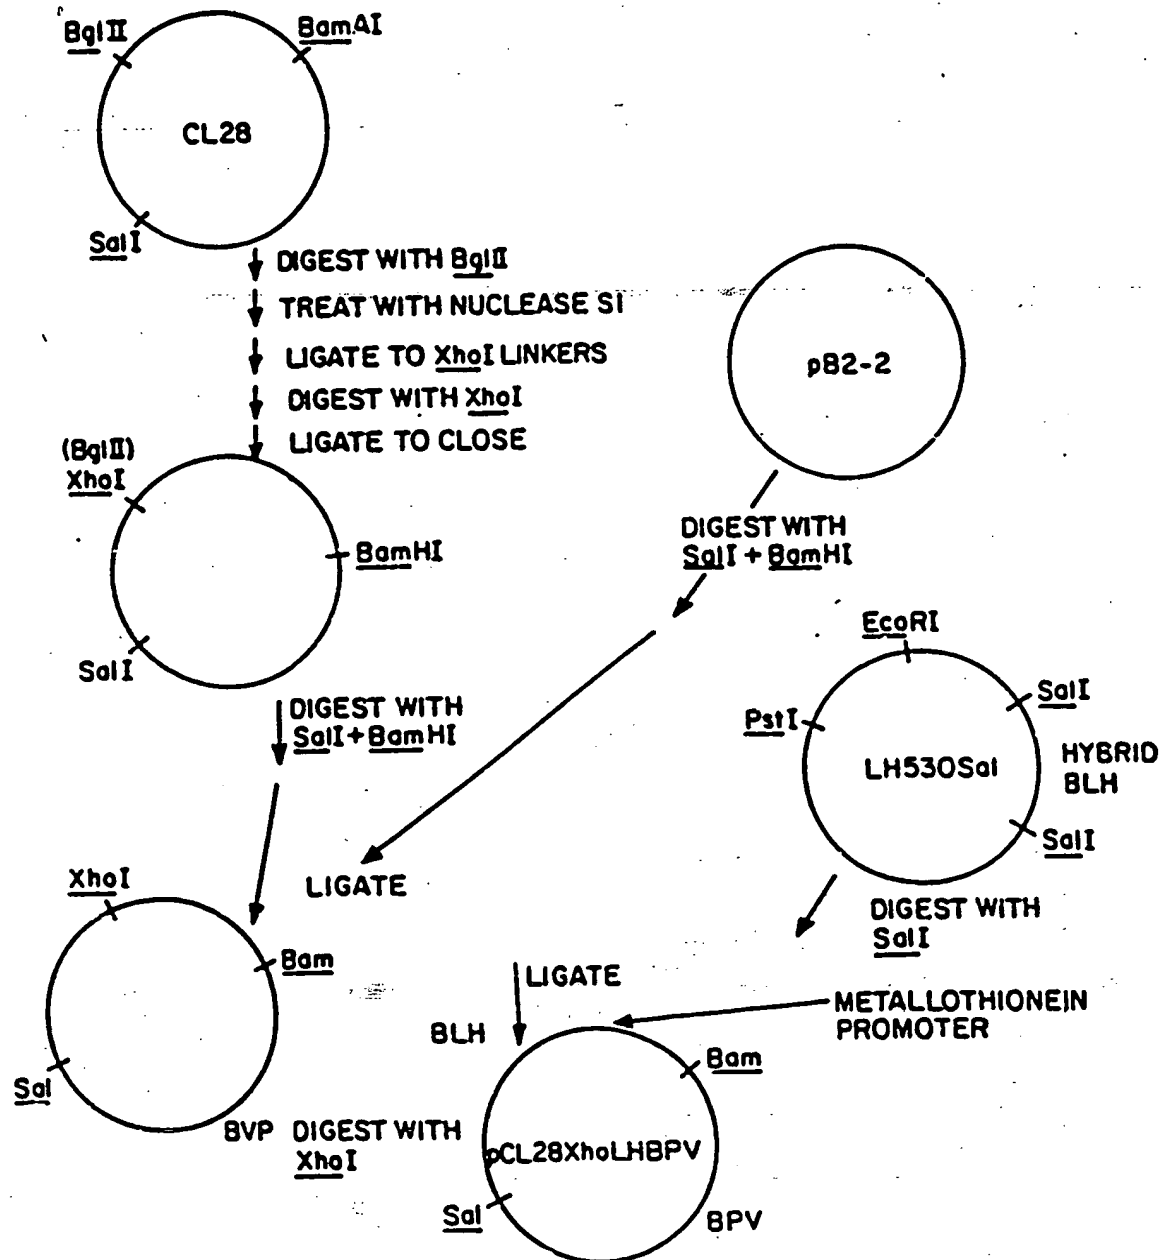 BglII
BamAI
CL28
SalI
DIGEST WITH BglII
TREAT WITH NUCLEASE S1
LIGATE TO XhoI LINKERS
DIGEST WITH XhoI
LIGATE TO CLOSE
pB2-2
(BglII)
XhoI
BamHI
SalI
DIGEST WITH
SalI + BamHI
DIGEST WITH
SalI+BamHI
EcoRI
SalI
PstI
LH530Sal
HYBRID
BLH
SalI
DIGEST WITH
SalI
LIGATE
XhoI
Bam
Sal
BVP
DIGEST WITH
XhoI
LIGATE
BLH
METALLOTHIONEIN
PROMOTER
Bam
pCL28XhoLHBPV
Sal
BPV